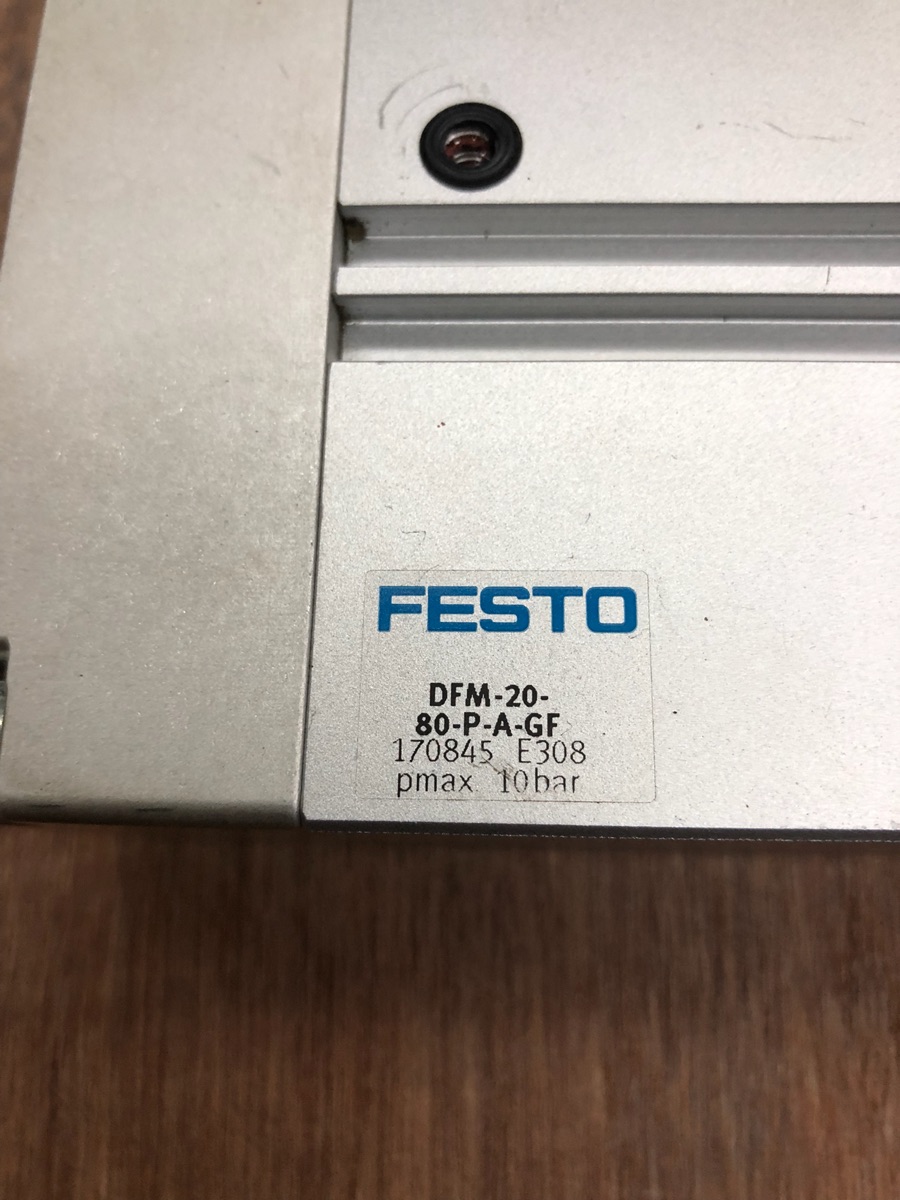 FESTO
DFM-20-
80-P-A-GF
170845 E308
pmax 10bar